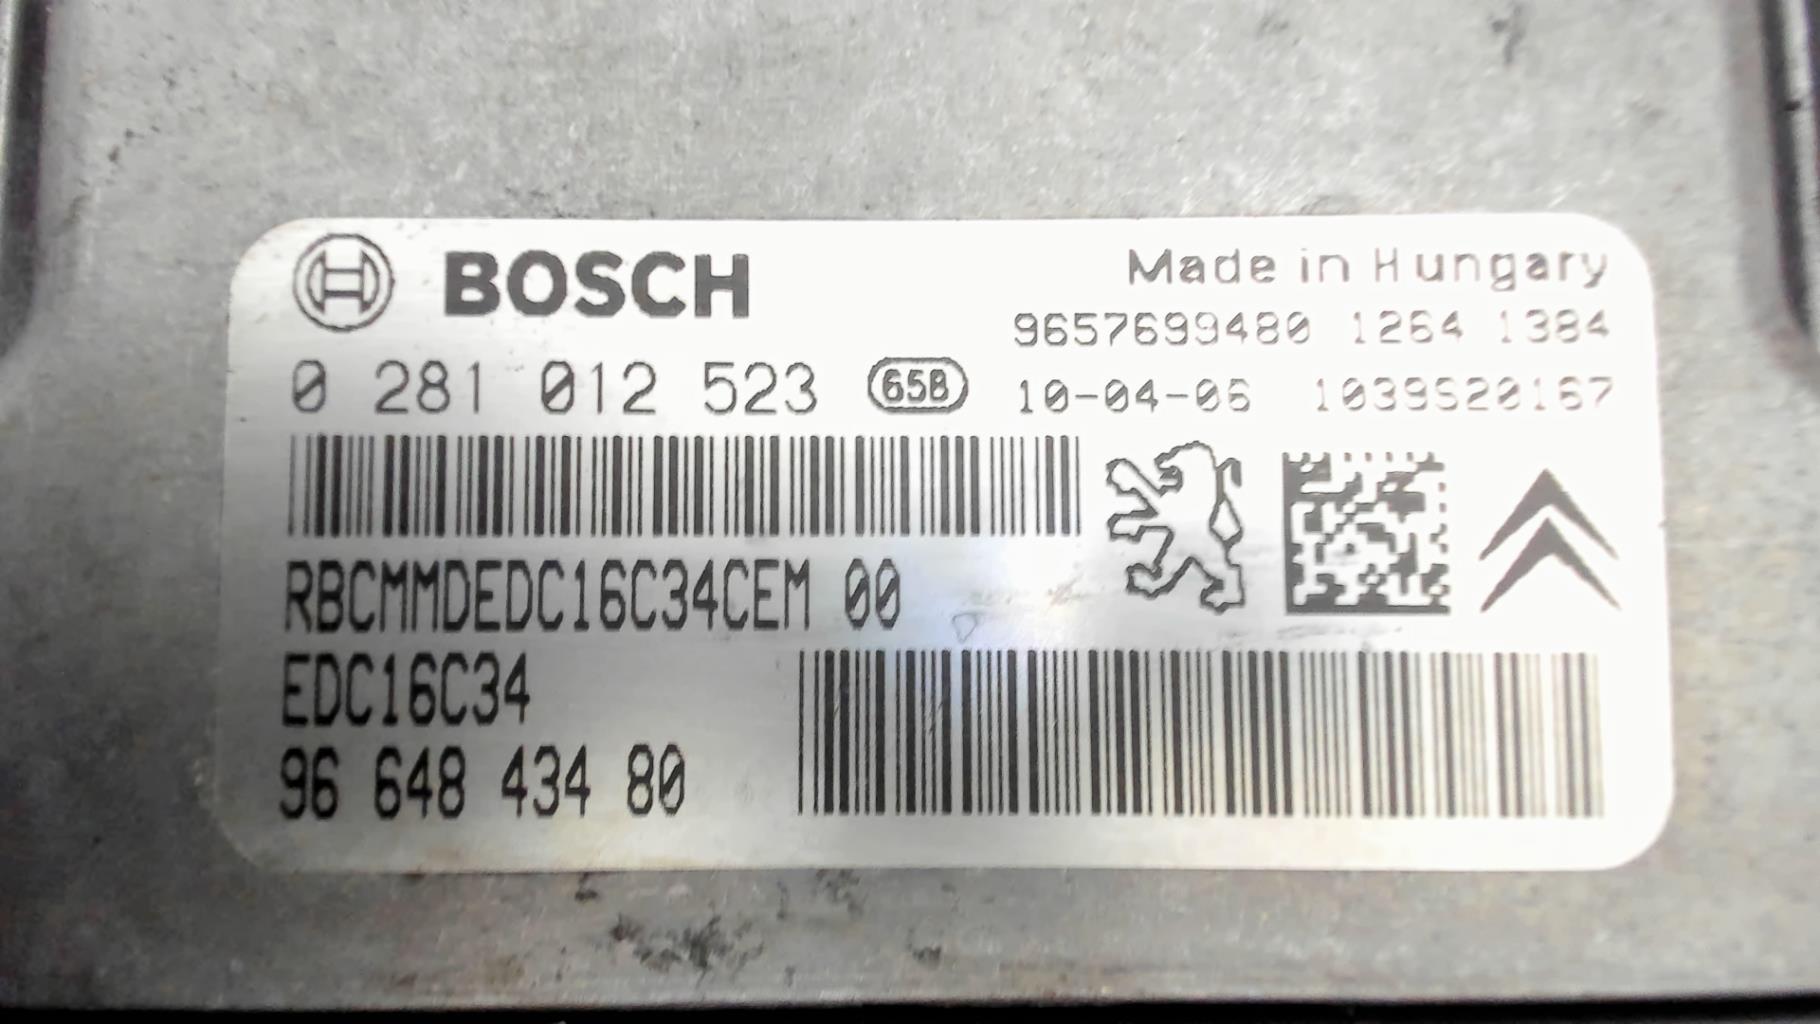 BOSCH
Made in Hungary
9657699480 1264 1384
0 281 012 523 65B 10-04-06 1039S20167
RBCMMDEDC16C34CEM 00
EDC16C34
96 648 434 80